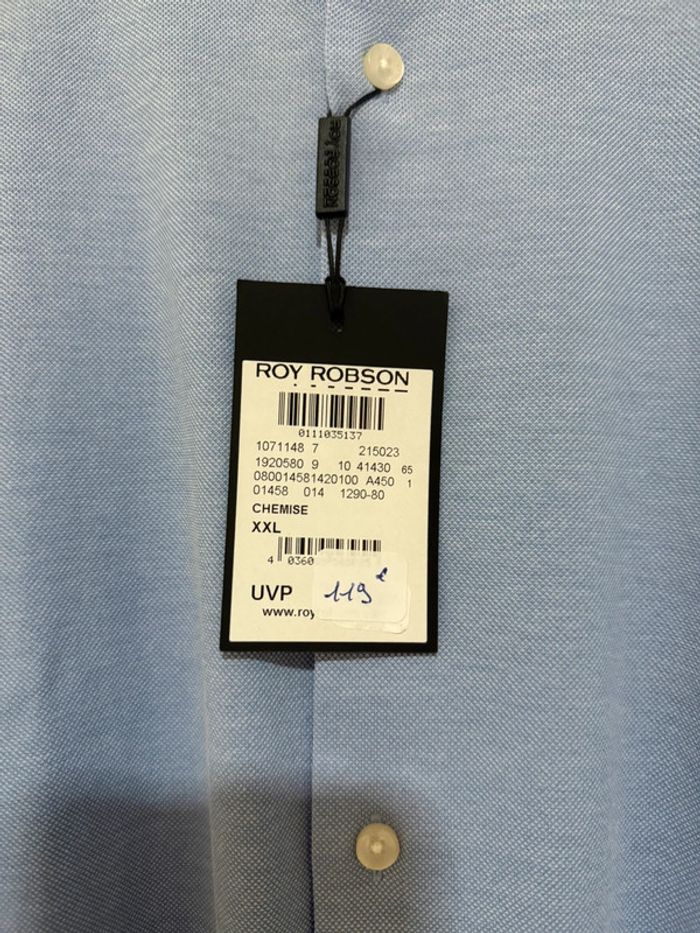 ROY ROBSON
0111035137
1071148 7 215023
1920580 9 10 41430 65
080014581420100 A450 1
01458 014 1290-80
CHEMISE
XXL
4 0360
UVP 119€
www.roy